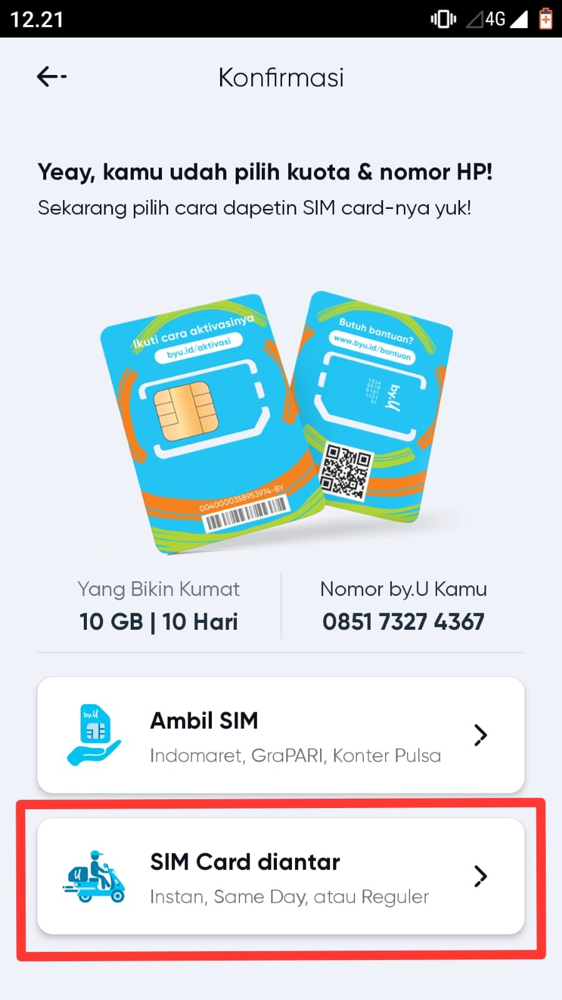 12.21
4G
Konfirmasi
Yeay, kamu udah pilih kuota & nomor HP!
Sekarang pilih cara dapetin SIM card-nya yuk!
Ikuti cara aktivasinya
byu.id/aktivasi
0040000358953974-BY
Butuh bantuan?
www.byu.id/bantuan
1234
5678
9101
1121
31
by.U
Yang Bikin Kumat
10 GB | 10 Hari
Nomor by.U Kamu
0851 7327 4367
by.U
Ambil SIM
Indomaret, GraPARI, Konter Pulsa
U
SIM Card diantar
Instan, Same Day, atau Reguler